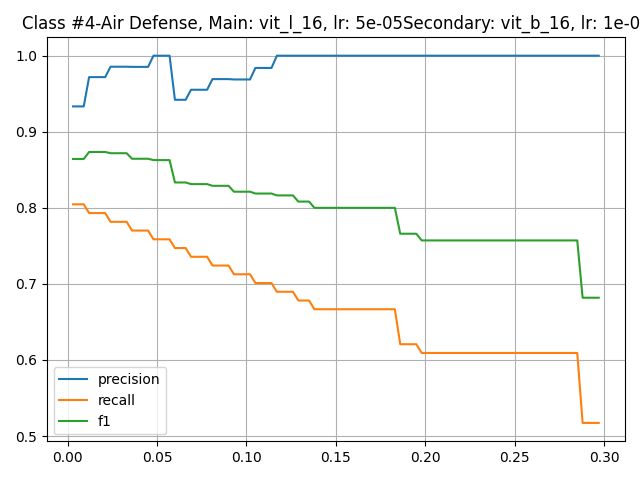 Class #4-Air Defense, Main: vit_l_16, lr: 5e-05Secondary: vit_b_16, lr: 1e-0
1.0
0.9
0.8
0.7
0.6
0.5
precision
recall
f1
0.00 0.05 0.10 0.15 0.20 0.25 0.30